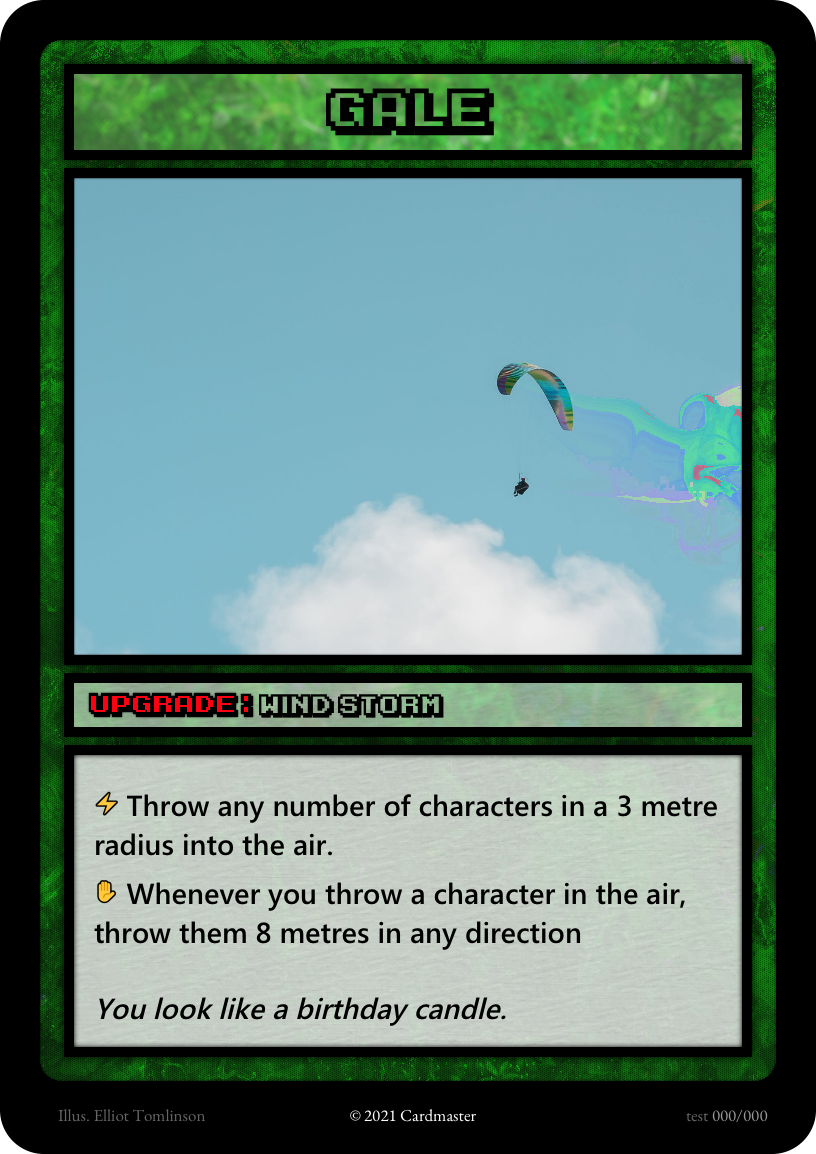 GALE
UPGRADE: WIND STORM
⚡ Throw any number of characters in a 3 metre
radius into the air.
✋ Whenever you throw a character in the air,
throw them 8 metres in any direction
You look like a birthday candle.
Illus. Elliot Tomlinson © 2021 Cardmaster test 000/000